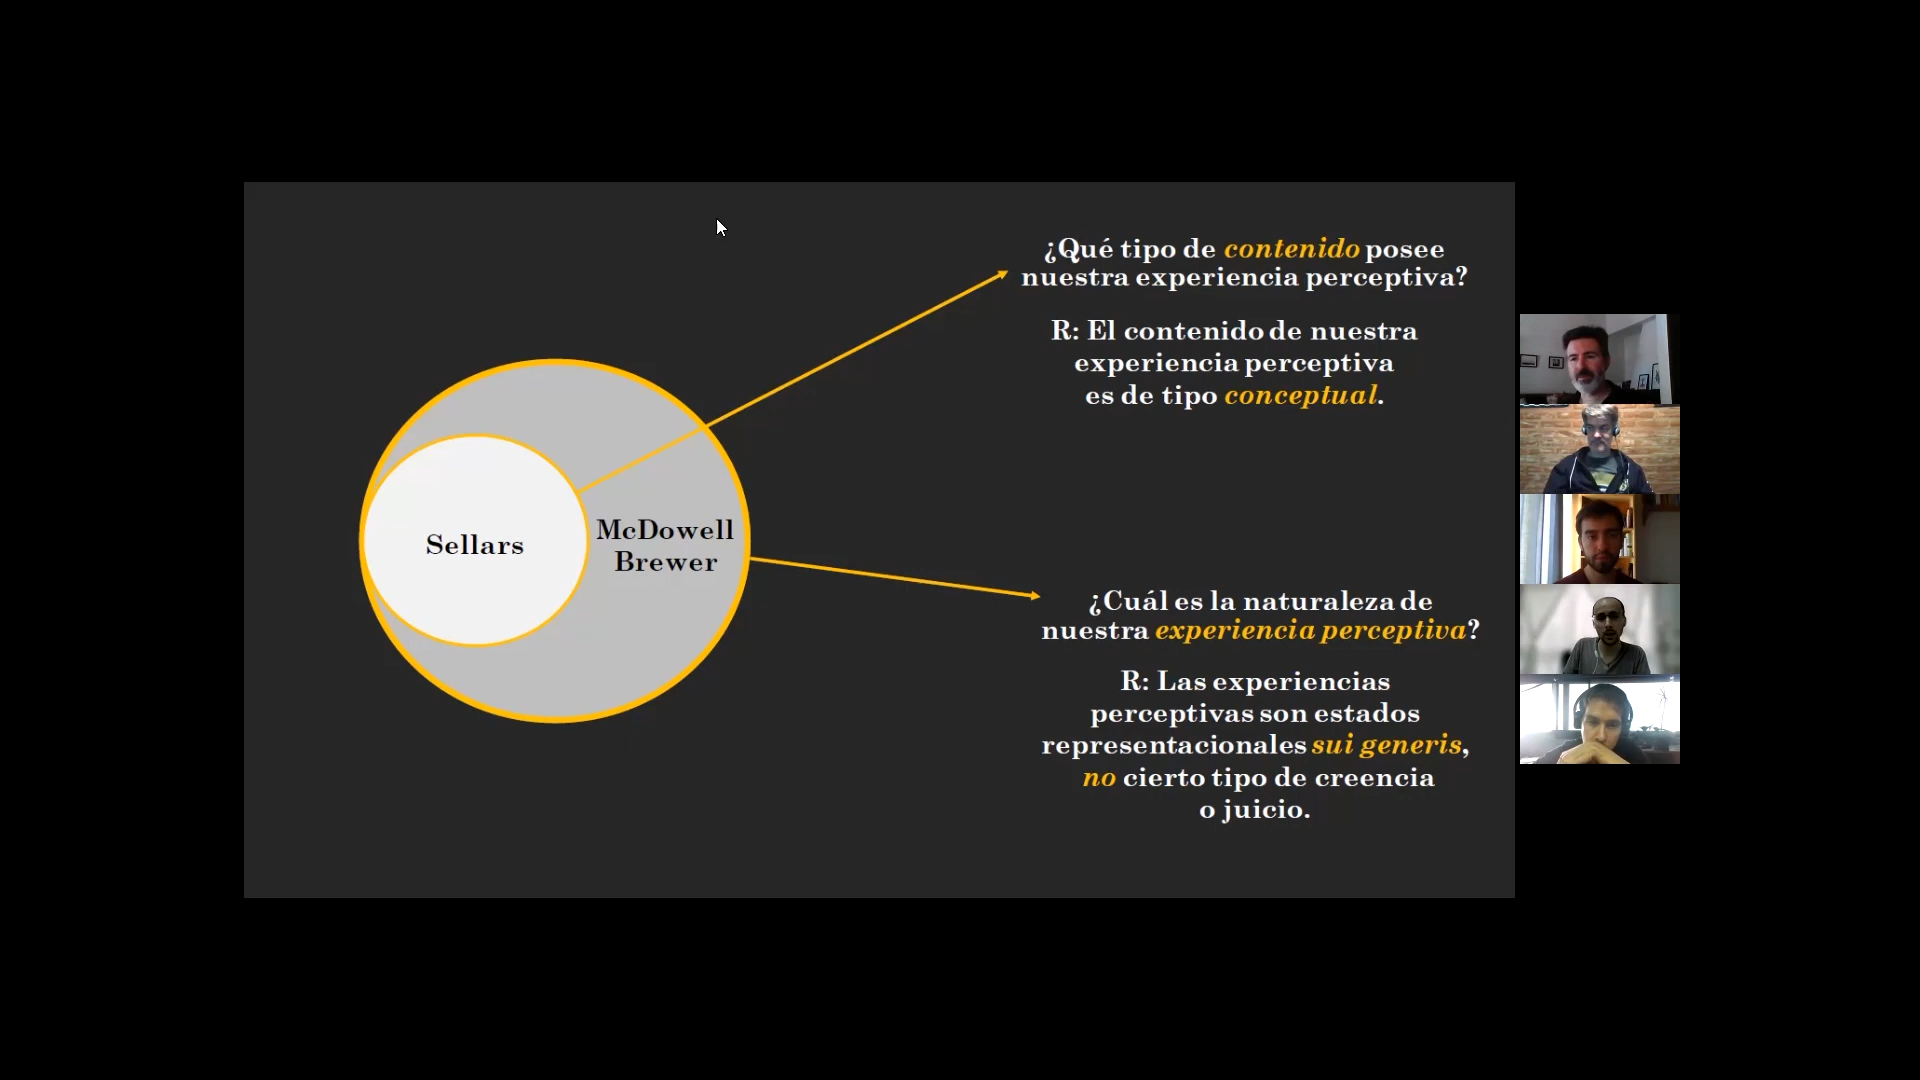 ¿Qué tipo de contenido posee
nuestra experiencia perceptiva?
R: El contenido de nuestra
experiencia perceptiva
es de tipo conceptual.
Sellars
McDowell
Brewer
¿Cuál es la naturaleza de
nuestra experiencia perceptiva?
R: Las experiencias
perceptivas son estados
representacionales sui generis,
no cierto tipo de creencia
o juicio.